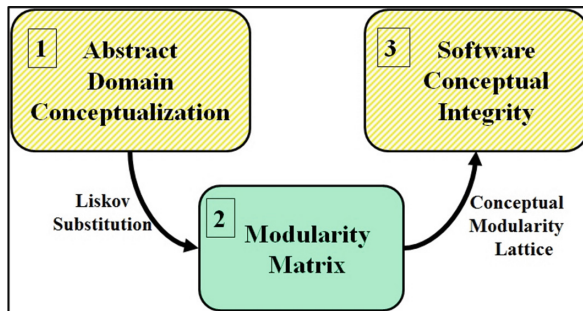 1
Abstract
Domain
Conceptualization
3
Software
Conceptual
Integrity
Liskov
Substitution
2
Modularity
Matrix
Conceptual
Modularity
Lattice